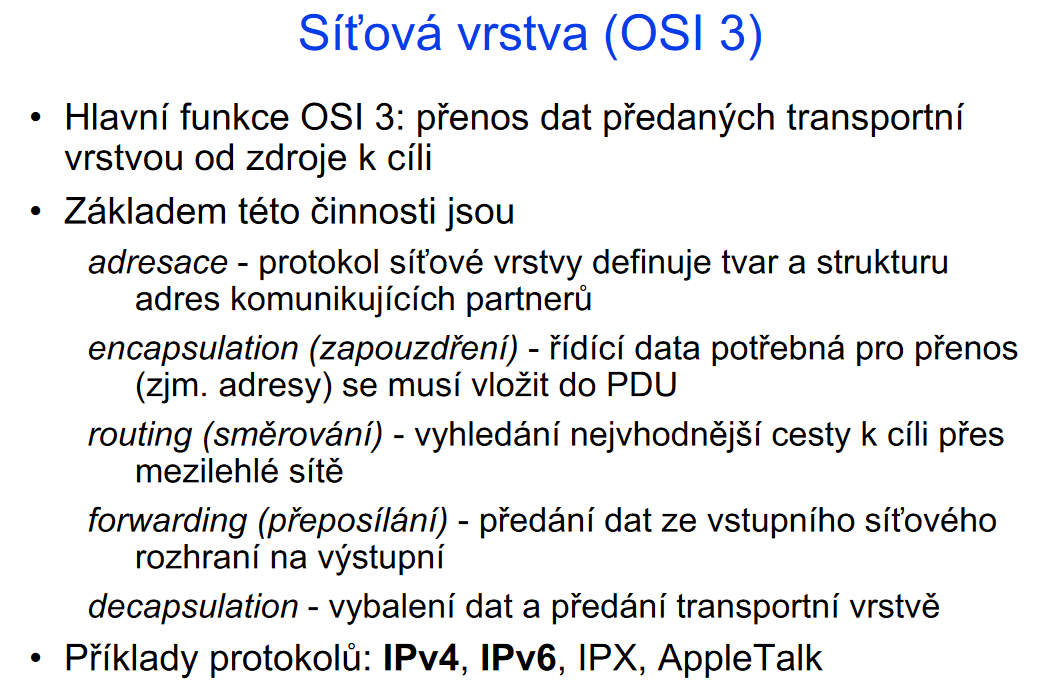 Síťová vrstva (OSI 3)
• Hlavní funkce OSI 3: přenos dat předaných transportní
vrstvou od zdroje k cíli
• Základem této činnosti jsou
adresace - protokol síťové vrstvy definuje tvar a strukturu
adres komunikujících partnerů
encapsulation (zapouzdření) - řídící data potřebná pro přenos
(zjm. adresy) se musí vložit do PDU
routing (směrování) - vyhledání nejvhodnější cesty k cíli přes
mezilehlé sítě
forwarding (přeposílání) - předání dat ze vstupního síťového
rozhraní na výstupní
decapsulation - vybalení dat a předání transportní vrstvě
• Příklady protokolů: IPv4, IPv6, IPX, AppleTalk